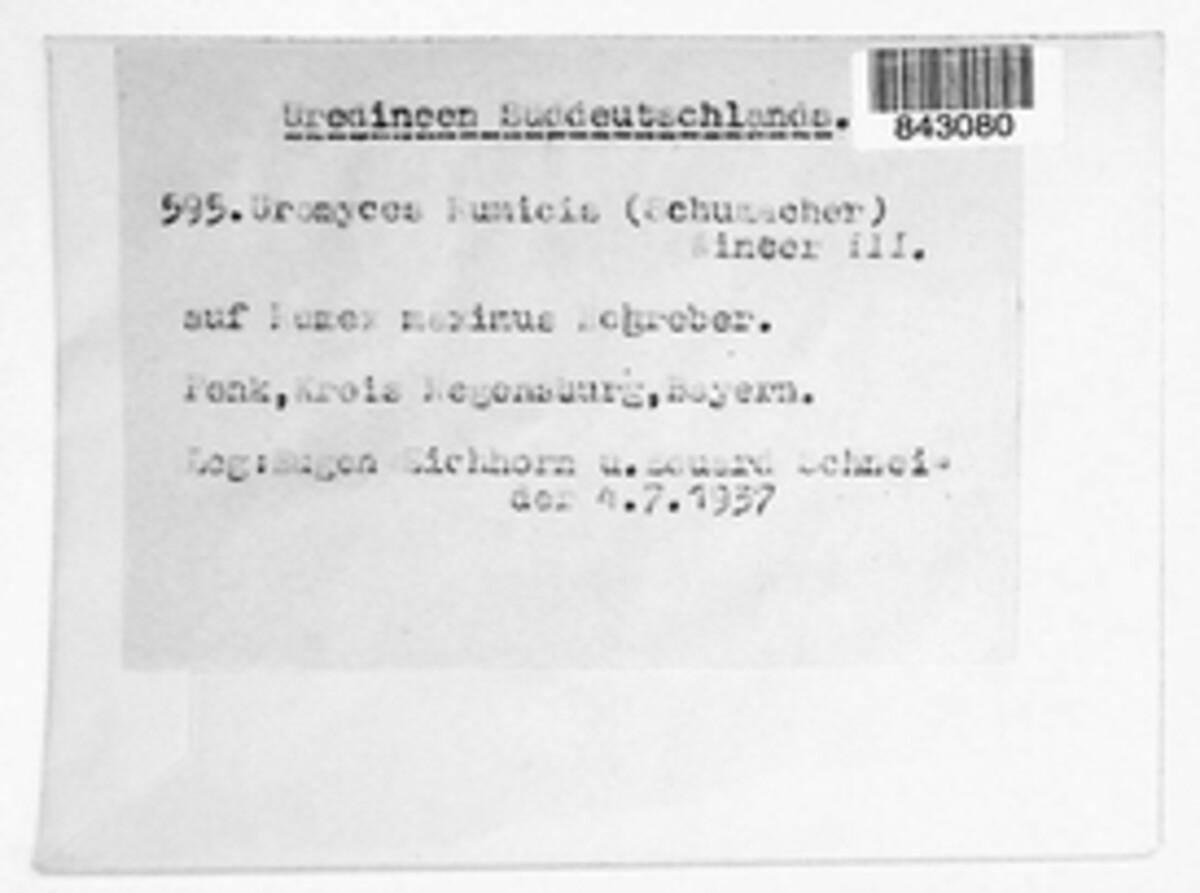 843080
Uredineen Süddeutschlands.
595. Uromyces Rumicis (Schumacher)
Winter III.
auf Rumex maximus Schreber.
Penk, Kreis Regensburg, Bayern.
Leg: Eugen Eichhorn u. Eduard Schnei-
der 4.7.1937